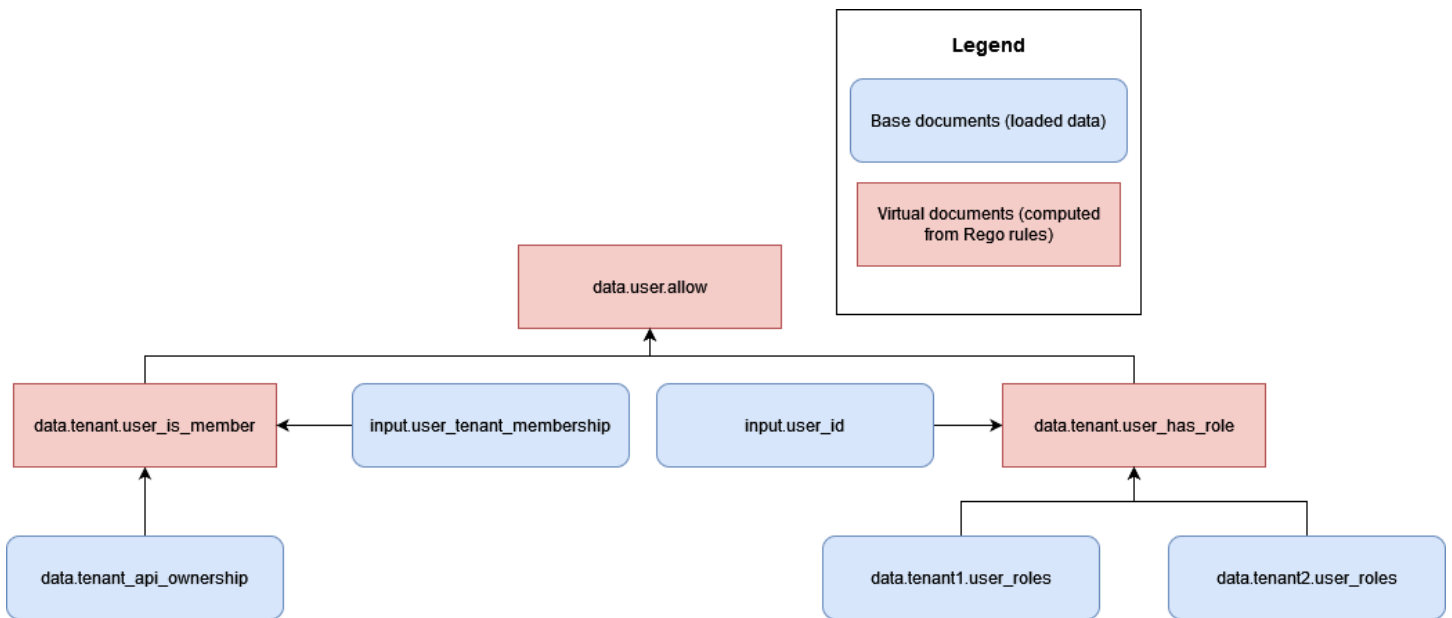 Legend
Base documents (loaded data)
Virtual documents (computed
from Rego rules)
data.user.allow
data.tenant.user_is_member
input.user_tenant_membership
input.user_id
data.tenant.user_has_role
data.tenant_api_ownership
data.tenant1.user_roles
data.tenant2.user_roles